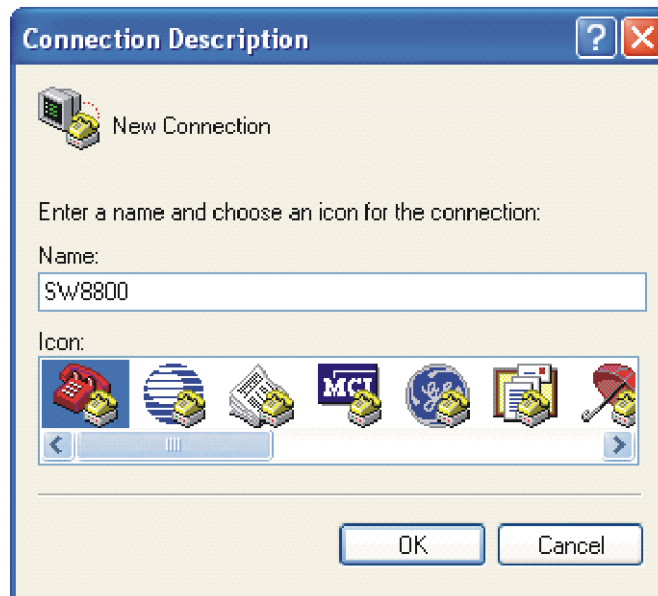 Connection Description
New Connection
Enter a name and choose an icon for the connection:
Name:
SW8800
Icon:
MCI
OK
Cancel